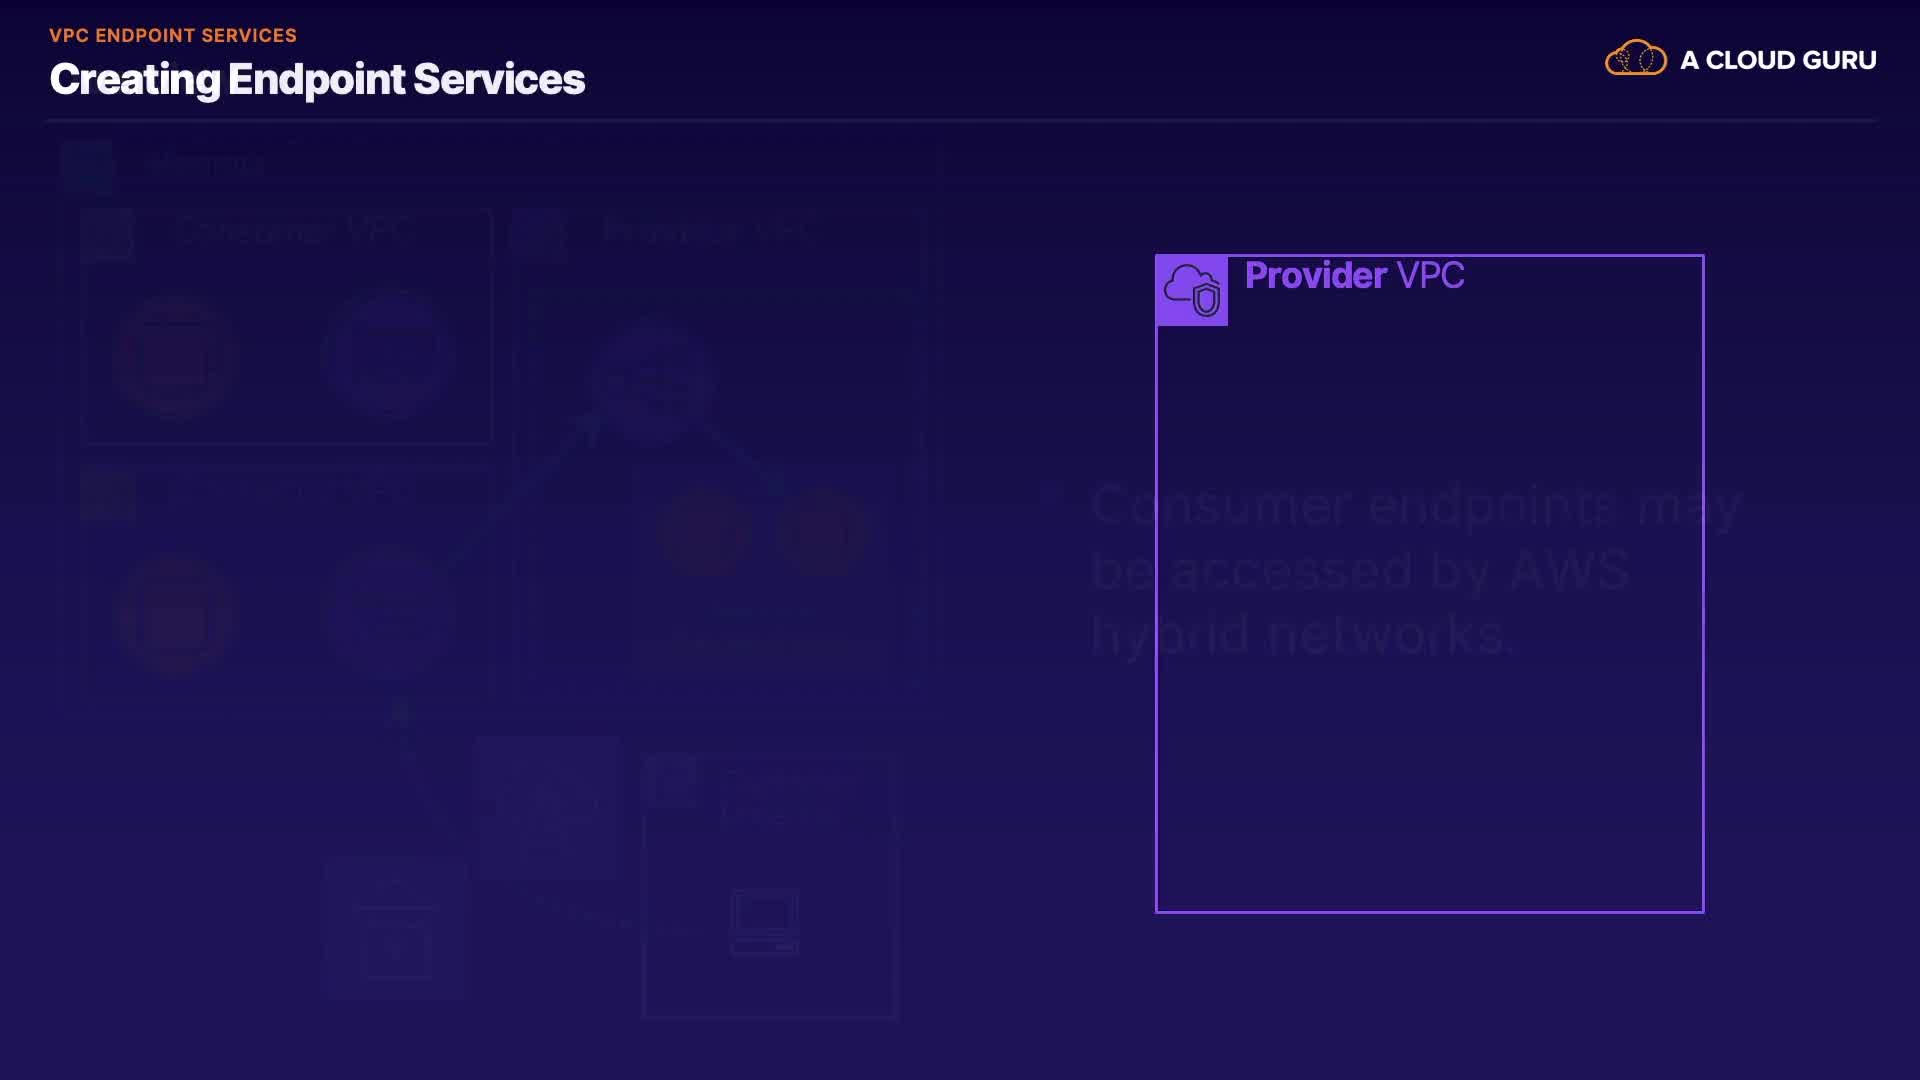 VPC ENDPOINT SERVICES
Creating Endpoint Services
A CLOUD GURU
Consumer VPC
Provider VPC
Provider VPC
Consumer endpoints may
be accessed by AWS
hybrid networks.